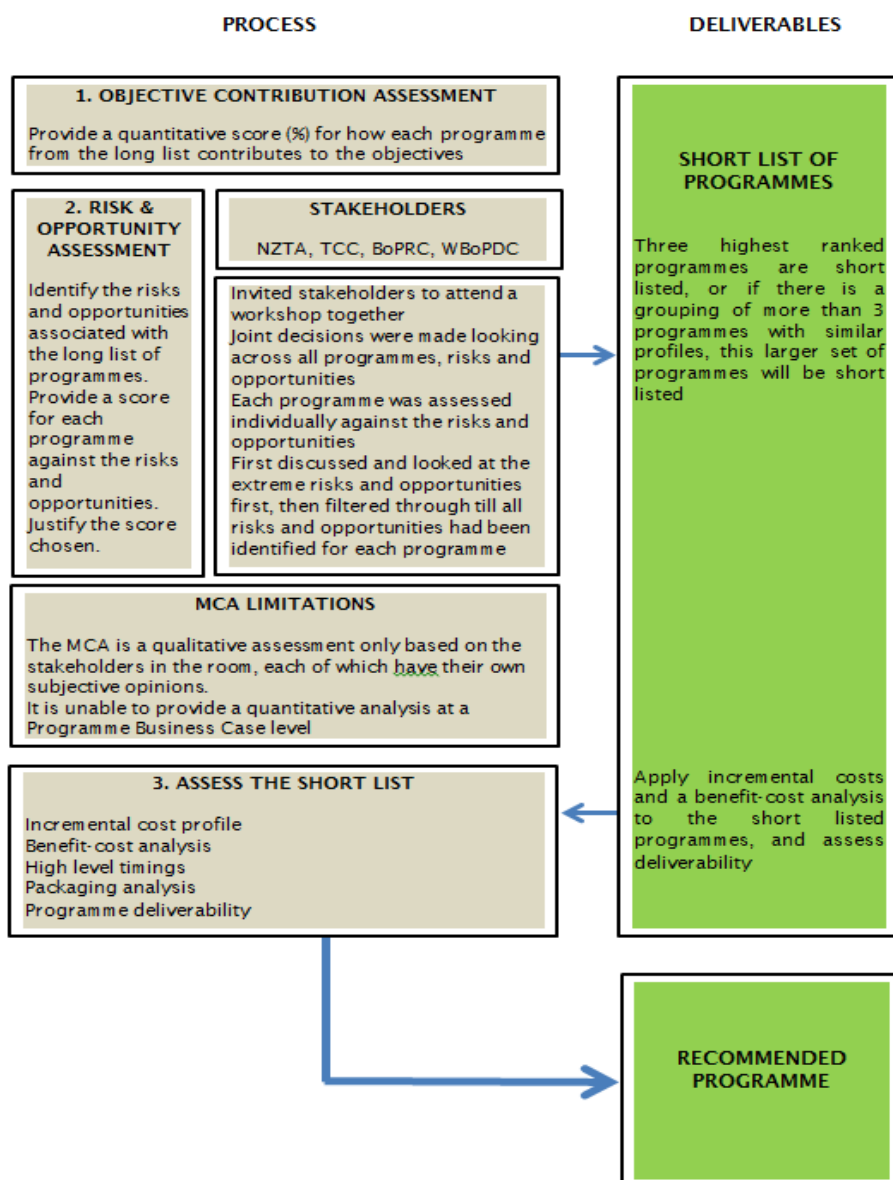 PROCESS
DELIVERABLES
1. OBJECTIVE CONTRIBUTION ASSESSMENT
Provide a quantitative score (%) for how each programme
from the long list contributes to the objectives
2. RISK &
OPPORTUNITY
ASSESSMENT
Identify the risks
and opportunities
associated with
the long list of
programmes.
Provide a score
for each
programme
against the risks
and
opportunities.
Justify the score
chosen.
STAKEHOLDERS
NZTA, TCC, BoPRC, WBoPDC
Invited stakeholders to attend a
workshop together
Joint decisions were made looking
across all programmes, risks and
opportunities
Each programme was assessed
individually against the risks and
opportunities
First discussed and looked at the
extreme risks and opportunities
first, then filtered through till all
risks and opportunities had been
identified for each programme
MCA LIMITATIONS
The MCA is a qualitative assessment only based on the
stakeholders in the room, each of which have their own
subjective opinions.
It is unable to provide a quantitative analysis at a
Programme Business Case level
3. ASSESS THE SHORT LIST
Incremental cost profile
Benefit-cost analysis
High level timings
Packaging analysis
Programme deliverability
SHORT LIST OF
PROGRAMMES
Three highest ranked
programmes are short
listed, or if there is a
grouping of more than 3
programmes with similar
profiles, this larger set of
programmes will be short
listed
Apply incremental costs
and a benefit-cost analysis
to the short listed
programmes, and assess
deliverability
RECOMMENDED
PROGRAMME